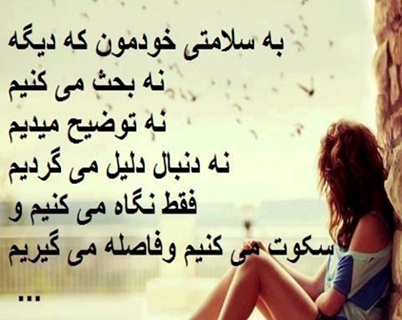 به سلامتی خودمون که دیگه
نه بحث می کنیم
نه توضیح میدیم
نه دنبال دلیل می گردیم
فقط نگاه می کنیم و
سکوت می کنیم وفاصله می گیریم
...